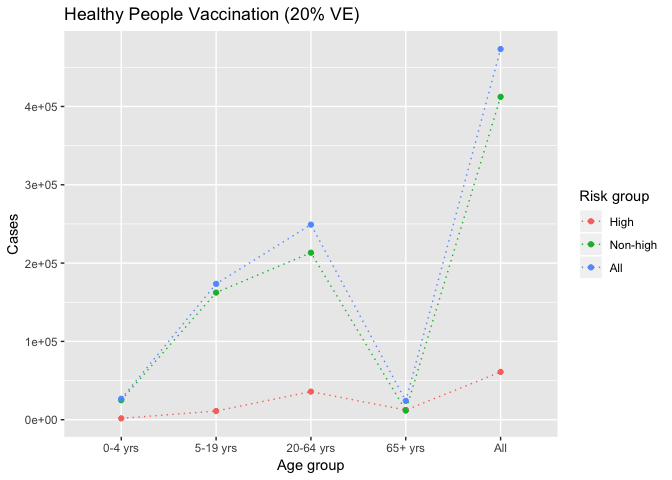 Healthy People Vaccination (20% VE)
Cases
4e+05
3e+05
2e+05
1e+05
0e+00
0-4 yrs
5-19 yrs
20-64 yrs
65+ yrs
All
Age group
Risk group
High
Non-high
All